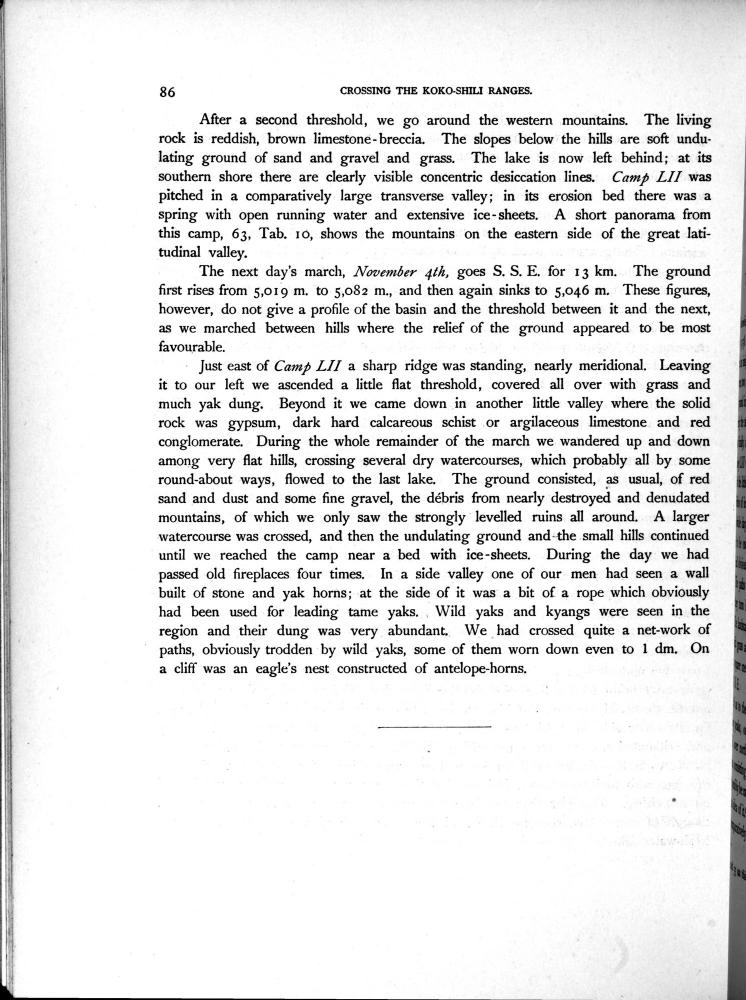 86
CROSSING THE KOKO-SHILI RANGES.
After a second threshold, we go around the western mountains. The living
rock is reddish, brown limestone-breccia. The slopes below the hills are soft undu-
lating ground of sand and gravel and grass. The lake is now left behind; at its
southern shore there are clearly visible concentric desiccation lines. Camp LII was
pitched in a comparatively large transverse valley; in its erosion bed there was a
spring with open running water and extensive ice-sheets. A short panorama from
this camp, 63, Tab. 10, shows the mountains on the eastern side of the great lati-
tudinal valley.
The next day's march, November 4th, goes S. S. E. for 13 km. The ground
first rises from 5,019 m. to 5,082 m., and then again sinks to 5,046 m. These figures,
however, do not give a profile of the basin and the threshold between it and the next,
as we marched between hills where the relief of the ground appeared to be most
favourable.
Just east of Camp LII a sharp ridge was standing, nearly meridional. Leaving
it to our left we ascended a little flat threshold, covered all over with grass and
much yak dung. Beyond it we came down in another little valley where the solid
rock was gypsum, dark hard calcareous schist or argilaceous limestone and red
conglomerate. During the whole remainder of the march we wandered up and down
among very flat hills, crossing several dry watercourses, which probably all by some
round-about ways, flowed to the last lake. The ground consisted, as usual, of red
sand and dust and some fine gravel, the débris from nearly destroyed and denudated
mountains, of which we only saw the strongly levelled ruins all around. A larger
watercourse was crossed, and then the undulating ground and the small hills continued
until we reached the camp near a bed with ice-sheets. During the day we had
passed old fireplaces four times. In a side valley one of our men had seen a wall
built of stone and yak horns; at the side of it was a bit of a rope which obviously
had been used for leading tame yaks. Wild yaks and kyangs were seen in the
region and their dung was very abundant. We had crossed quite a net-work of
paths, obviously trodden by wild yaks, some of them worn down even to 1 dm. On
a cliff was an eagle's nest constructed of antelope-horns.